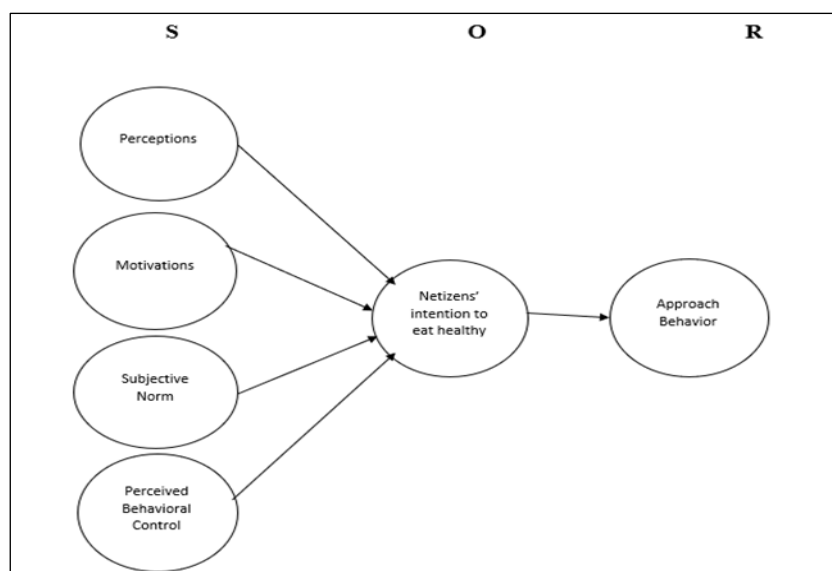 S O R
Perceptions
Motivations
Subjective
Norm
Perceived
Behavioral
Control
Netizens’
intention to
eat healthy
Approach
Behavior